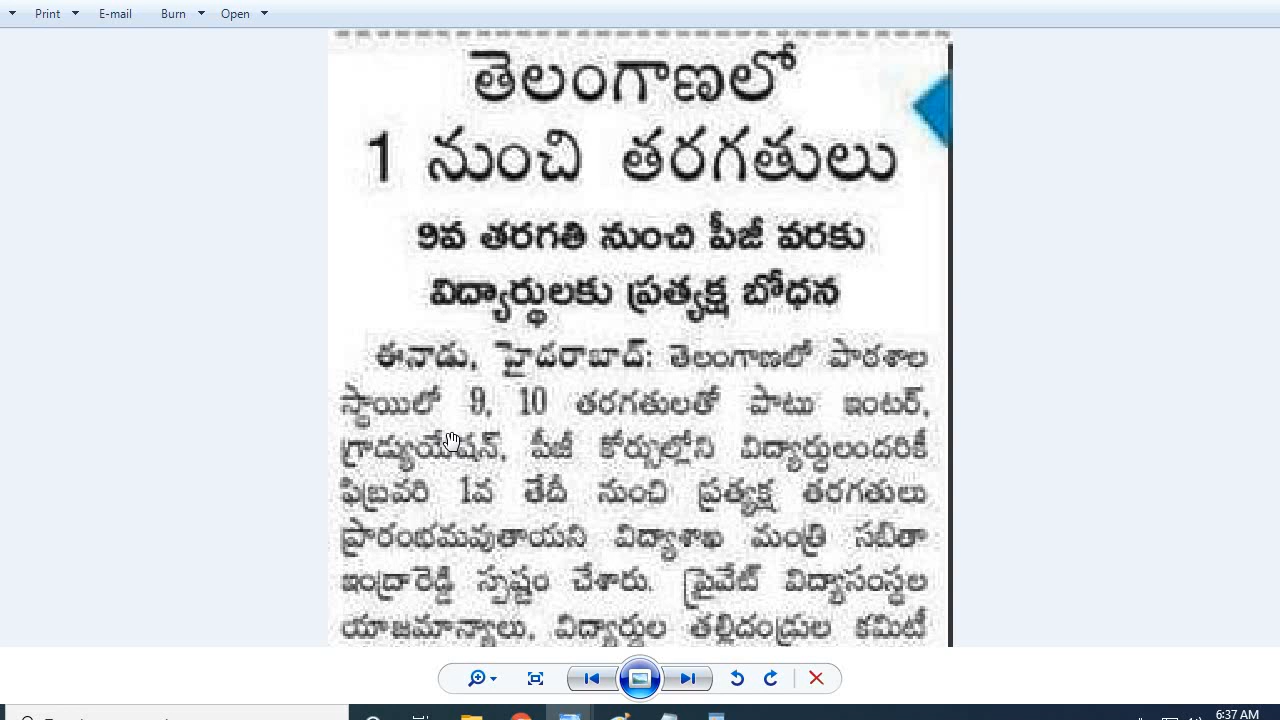 Print E-mail Burn Open
తెలంగాణలో
1 నుంచి తరగతులు
9వ తరగతి నుంచి పీజీ వరకు
విద్యార్థులకు ప్రత్యక్ష బోధన
ఈనాడు, హైదరాబాద్: తెలంగాణలో పాఠశాల
స్థాయిలో 9, 10 తరగతులతో పాటు ఇంటర్,
గ్రాడ్యుయేషన్, పీజీ కోర్సుల్లోని విద్యార్థులందరికీ
ఫిబ్రవరి 1వ తేదీ నుంచి ప్రత్యక్ష తరగతులు
ప్రారంభమవుతాయని విద్యాశాఖ మంత్రి సబితా
ఇంద్రారెడ్డి స్పష్టం చేశారు. ప్రైవేట్ విద్యాసంస్థల
యాజమాన్యాలు, విద్యార్థుల తల్లిదండ్రుల కమిటీ
6:37 AM